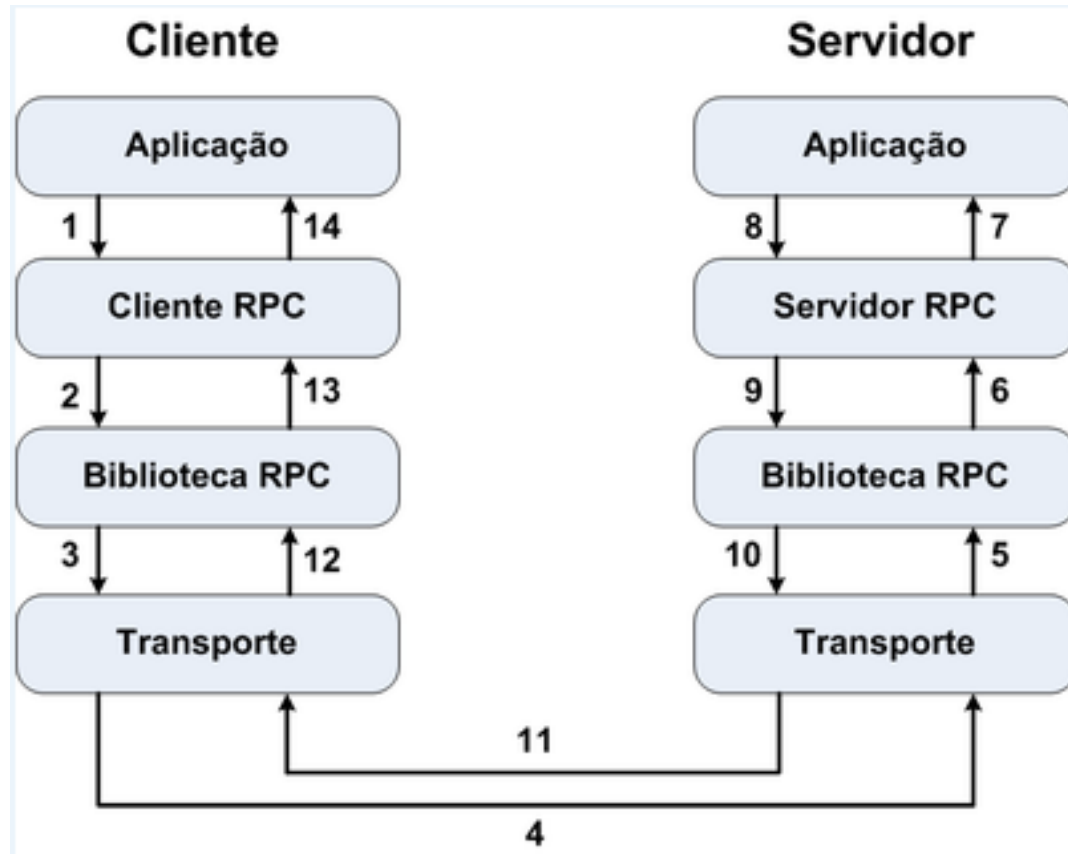 Cliente
Servidor
Aplicação
Aplicação
1
14
8
7
Cliente RPC
Servidor RPC
2
13
9
6
Biblioteca RPC
Biblioteca RPC
3
12
10
5
Transporte
Transporte
11
4